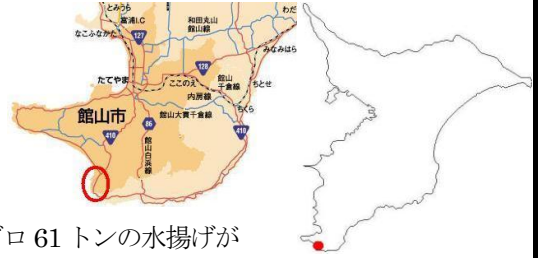 とみうら
富浦I.C
なこふなかた
127
和田丸山
館山線
わだ
みなみはら
128
たてやま
ここのえ
館山
千倉線
ちとせ
内房線
館山市
ちくら
410
86
館山大貫千倉線
410
館山白浜線
グロ 61 トンの水揚げが